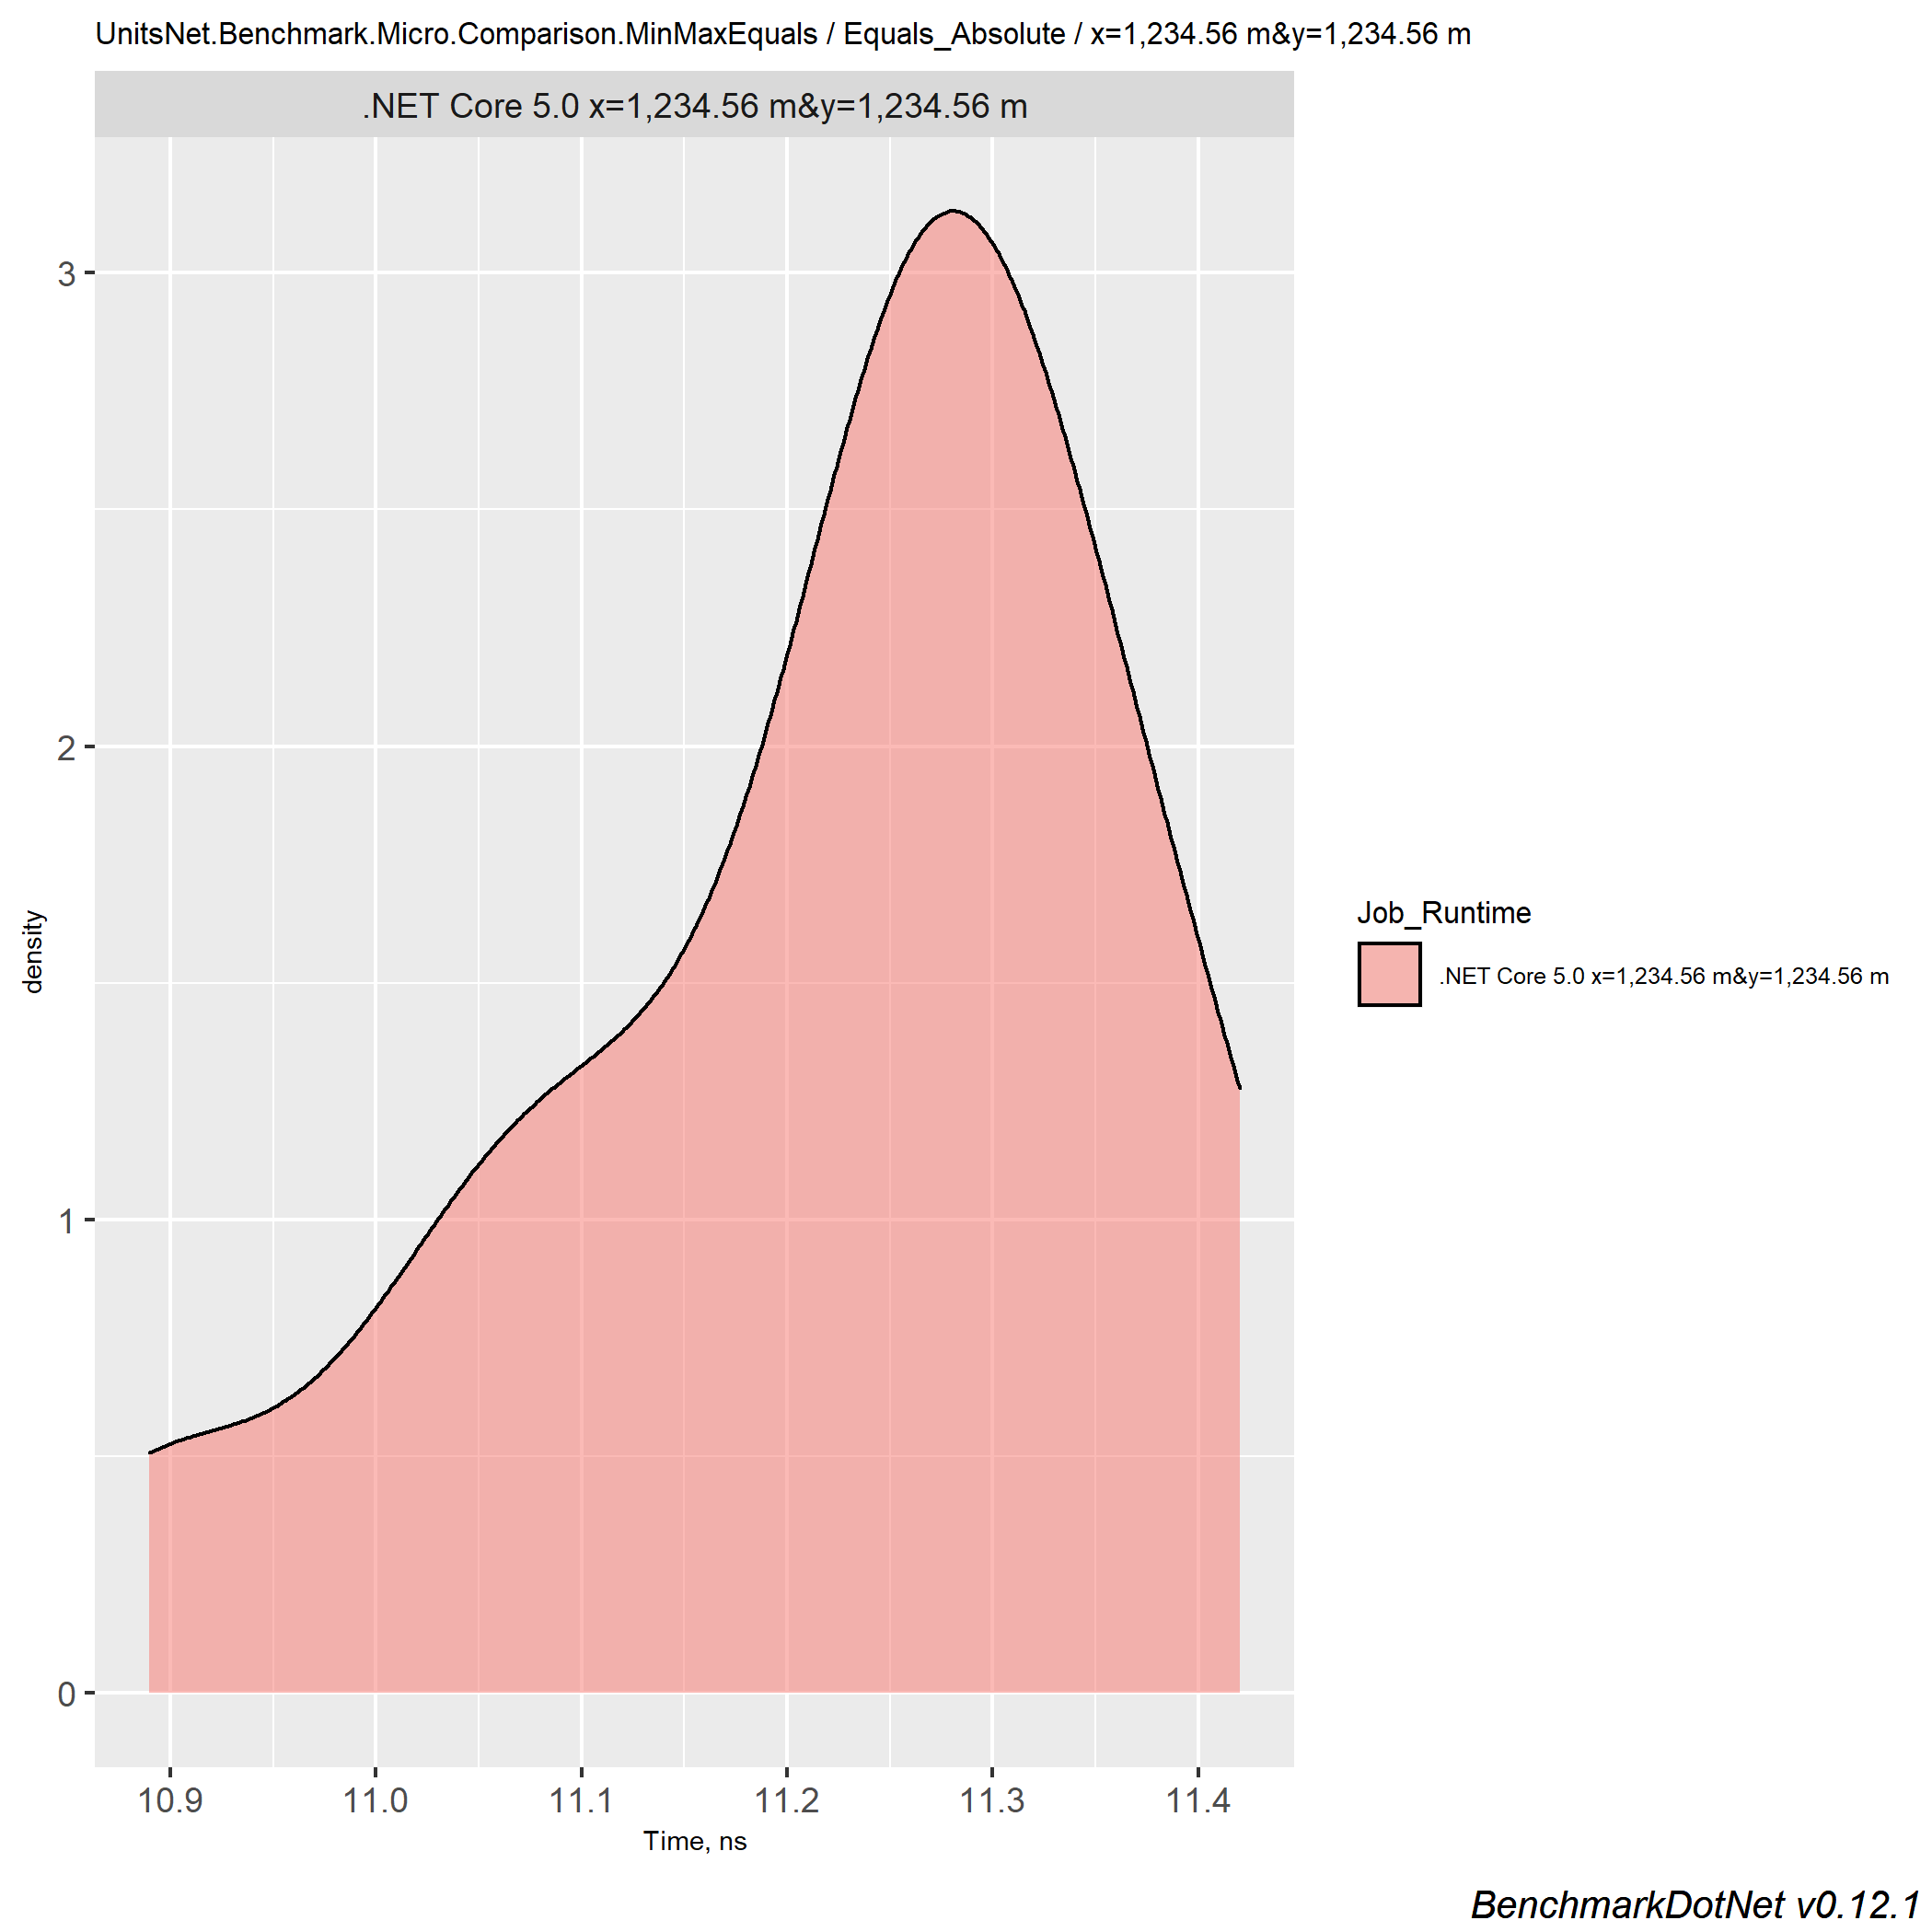 UnitsNet.Benchmark.Micro.Comparison.MinMaxEquals / Equals_Absolute / x=1,234.56 m&y=1,234.56 m
.NET Core 5.0 x=1,234.56 m&y=1,234.56 m
3
2
1
0
density
10.9 11.0 11.1 11.2 11.3 11.4
Time, ns
Job_Runtime
.NET Core 5.0 x=1,234.56 m&y=1,234.56 m
BenchmarkDotNet v0.12.1